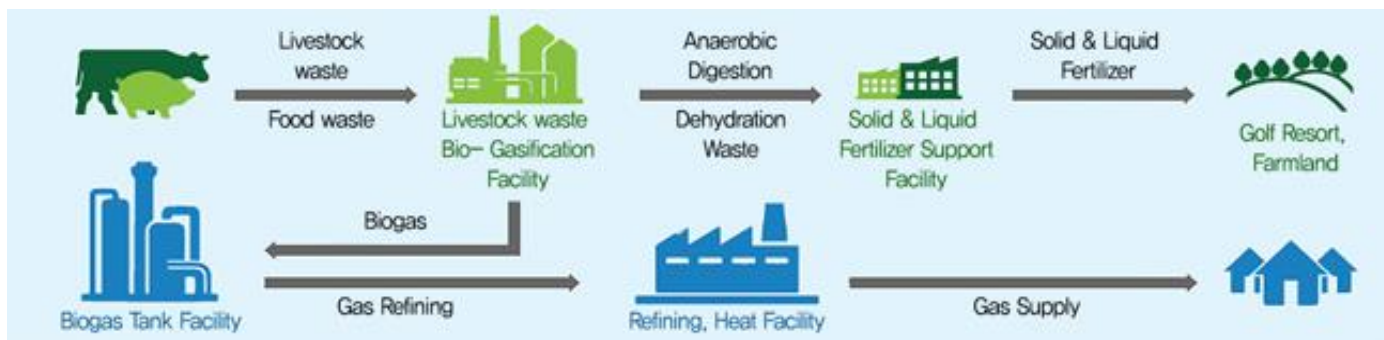 Livestock
waste
Food waste
Livestock waste
Bio- Gasification
Facility
Anaerobic
Digestion
Dehydration
Waste
Solid & Liquid
Fertilizer Support
Facility
Solid & Liquid
Fertilizer
Golf Resort,
Farmland
Biogas
Biogas Tank Facility
Gas Refining
Refining, Heat Facility
Gas Supply